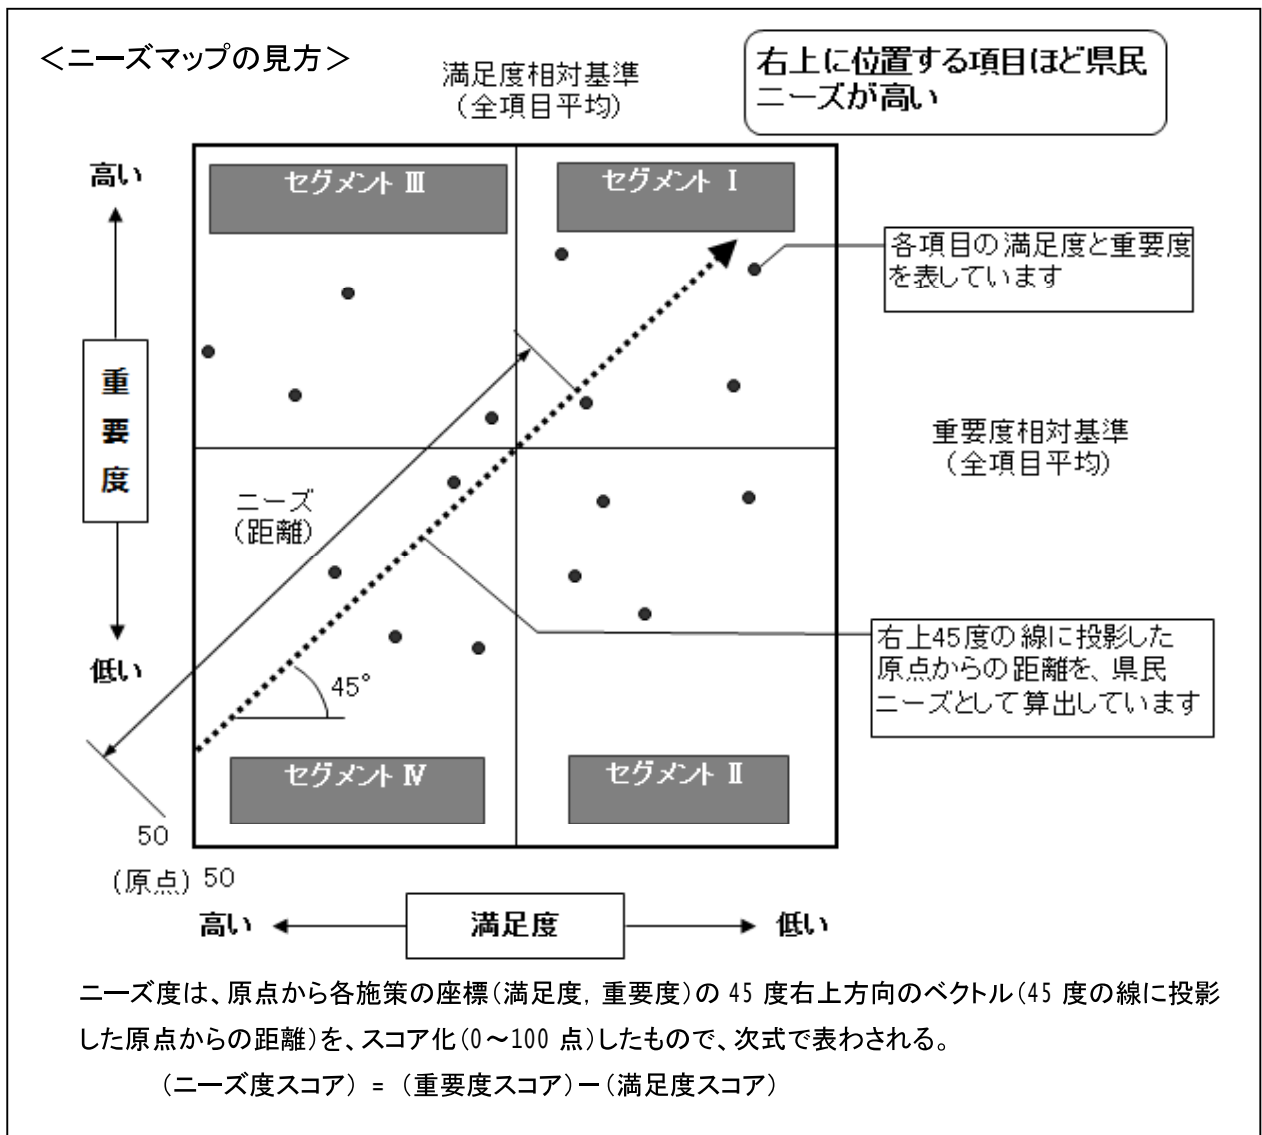 ＜ニーズマップの見方＞
満足度相対基準
（全項目平均）
右上に位置する項目ほど県民
ニーズが高い
高い
セグメント Ⅲ
セグメント Ⅰ
各項目の満足度と重要度
を表しています
重
要
度
重要度相対基準
（全項目平均）
ニーズ
（距離）
低い
45°
右上45度の線に投影した
原点からの距離を、県民
ニーズとして算出しています
セグメント Ⅳ
セグメント Ⅱ
50
(原点) 50
高い
満足度
低い
ニーズ度は、原点から各施策の座標（満足度，重要度）の 45 度右上方向のベクトル（45 度の線に投影
した原点からの距離）を、スコア化（0～100 点）したもので、次式で表わされる。
（ニーズ度スコア） = （重要度スコア）－（満足度スコア）